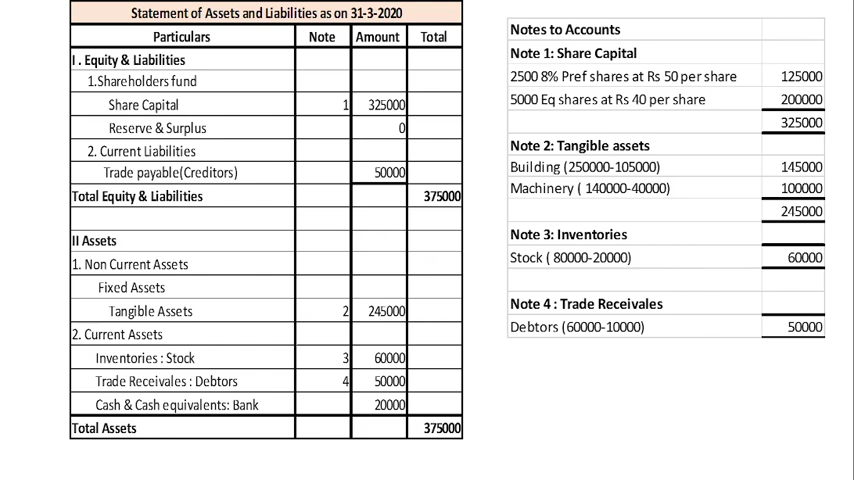 Statement of Assets and Liabilities as on 31-3-2020
Particulars Note Amount Total
I . Equity & Liabilities
1.Shareholders fund
Share Capital 1 325000
Reserve & Surplus 0
2. Current Liabilities
Trade payable(Creditors) 50000
Total Equity & Liabilities 375000
II Assets
1. Non Current Assets
Fixed Assets
Tangible Assets 2 245000
2. Current Assets
Inventories : Stock 3 60000
Trade Receivales : Debtors 4 50000
Cash & Cash equivalents: Bank 20000
Total Assets 375000
Notes to Accounts
Note 1: Share Capital
2500 8% Pref shares at Rs 50 per share 125000
5000 Eq shares at Rs 40 per share 200000
325000
Note 2: Tangible assets
Building (250000-105000) 145000
Machinery ( 140000-40000) 100000
245000
Note 3: Inventories
Stock ( 80000-20000) 60000
Note 4 : Trade Receivales
Debtors (60000-10000) 50000